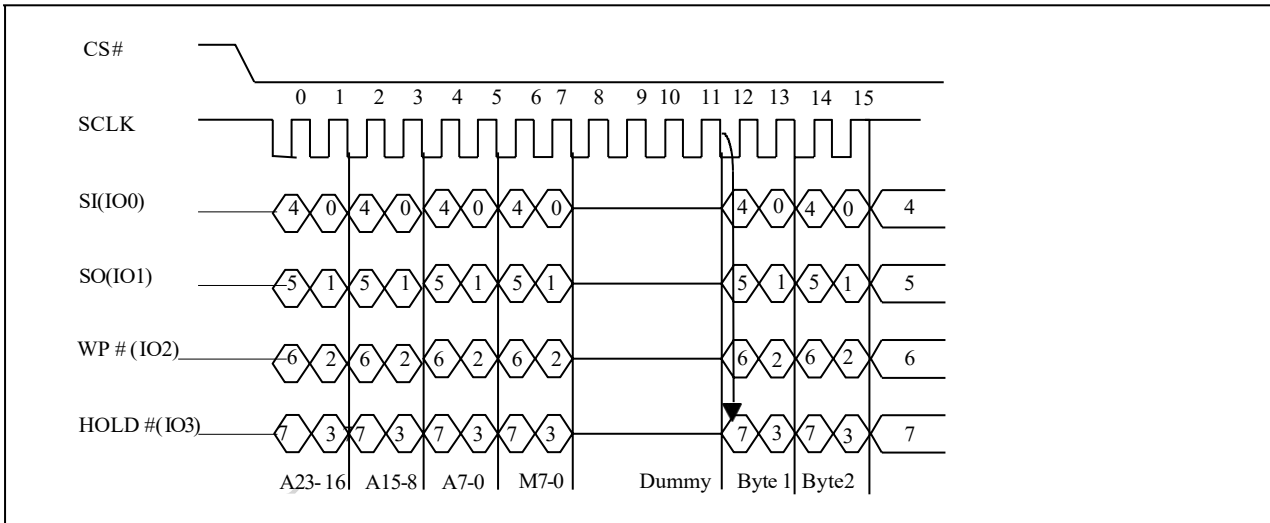 CS#
0 1 2 3 4 5 6 7 8 9 10 11 12 13 14 15
SCLK
SI(IO0) 4 0 4 0 4 0 4 0 4 0 4 0 4
SO(IO1) 5 1 5 1 5 1 5 1 5 1 5 1 5
WP # (IO2) 6 2 6 2 6 2 6 2 6 2 6 2 6
HOLD #(IO3) 7 3 7 3 7 3 7 3 7 3 7 3 7
A23-16 A15-8 A7-0 M7-0 Dummy Byte 1 Byte2